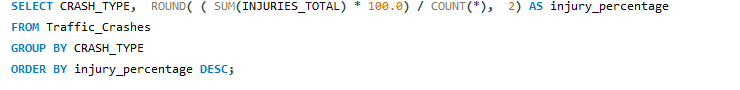 SELECT CRASH_TYPE,  ROUND( ( SUM(INJURIES_TOTAL) * 100.0) / COUNT(*),  2) AS injury_percentage
FROM Traffic_Crashes
GROUP BY CRASH_TYPE
ORDER BY injury_percentage DESC;